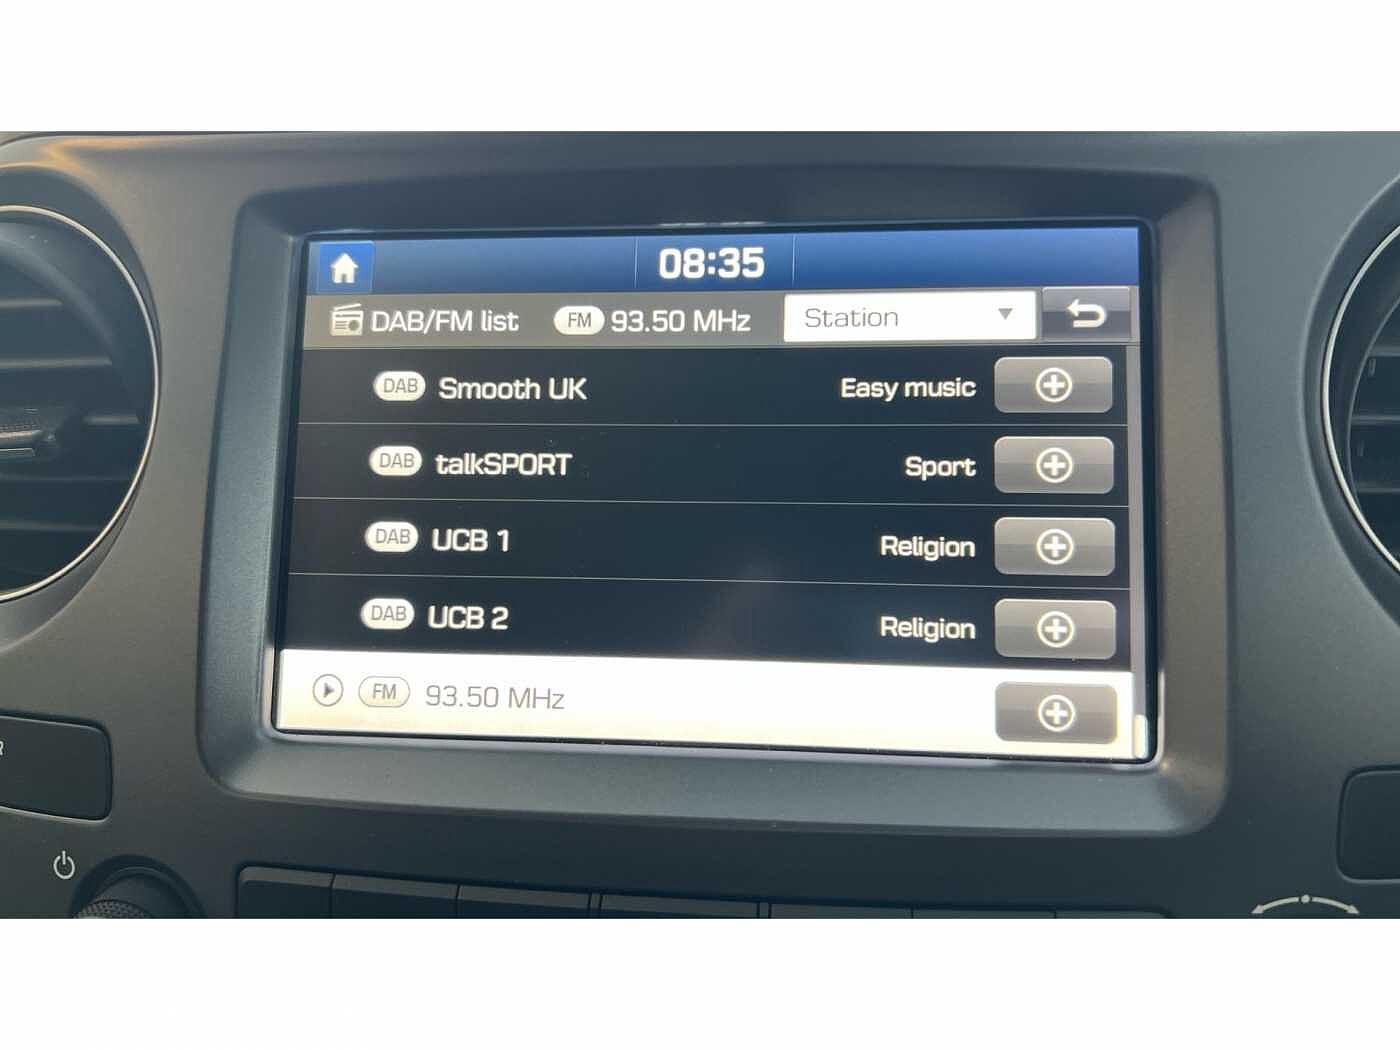 08:35
DAB/FM list FM 93.50 MHz Station
DAB Smooth UK Easy music
DAB talkSPORT Sport
DAB UCB 1 Religion
DAB UCB 2 Religion
FM 93.50 MHz